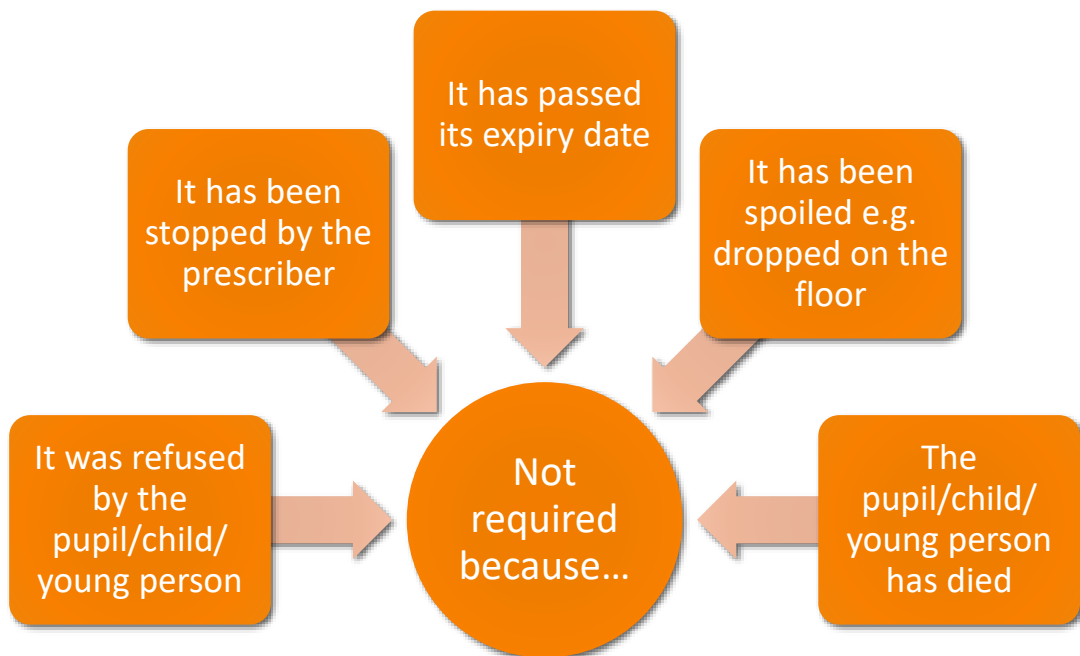 It was refused
by the
pupil/child/
young person
It has been
stopped by the
prescriber
It has passed
its expiry date
It has been
spoiled e.g.
dropped on the
floor
The
pupil/child/
young person
has died
Not
required
because…